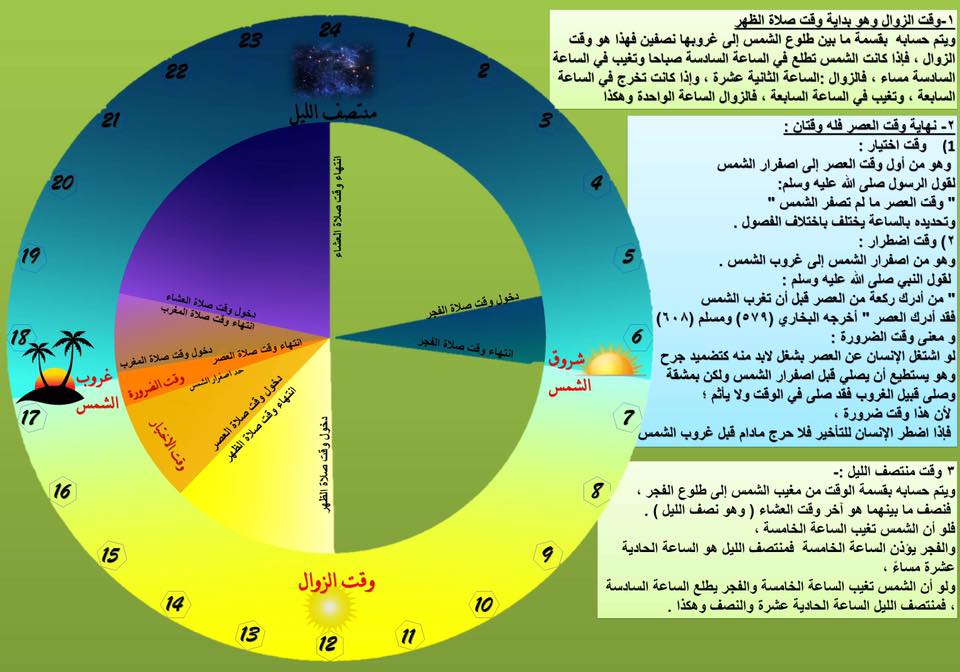 ١-وقت الزوال وهو بداية وقت صلاة الظهر
ويتم حسابه بقسمة ما بين طلوع الشمس إلى غروبها نصفين فهذا هو وقت
الزوال ، فإذا كانت الشمس تطلع في الساعة السادسة صباحا وتغيب في الساعة
السادسة مساء ، فالزوال :الساعة الثانية عشرة ، وإذا كانت تخرج في الساعة
السابعة ، وتغيب في الساعة السابعة ، فالزوال الساعة الواحدة وهكذا
٢- نهاية وقت العصر فله وقتان :
1) وقت اختيار :
وهو من أول وقت العصر إلى اصفرار الشمس
لقول الرسول صلى الله عليه وسلم:
" وقت العصر ما لم تصفر الشمس "
وتحديده بالساعة يختلف باختلاف الفصول .
٢) وقت اضطرار :
وهو من اصفرار الشمس إلى غروب الشمس .
لقول النبي صلى الله عليه وسلم :
" من أدرك ركعة من العصر قبل أن تغرب الشمس
فقد أدرك العصر " أخرجه البخاري (٥٧٩) ومسلم (٦٠٨)
و معنى وقت الضرورة :
لو اشتغل الإنسان عن العصر بشغل لابد منه كتضميد جرح
وهو يستطيع أن يصلي قبل اصفرار الشمس ولكن بمشقة
وصلى قبيل الغروب فقد صلى في الوقت ولا يأثم ؛
لأن هذا وقت ضرورة ،
فإذا اضطر الإنسان للتأخير فلا حرج مادام قبل غروب الشمس
٣ وقت منتصف الليل :-
ويتم حسابه بقسمة الوقت من مغيب الشمس إلى طلوع الفجر ،
فنصف ما بينهما هو آخر وقت العشاء ( وهو نصف الليل ) .
فلو أن الشمس تغيب الساعة الخامسة ،
والفجر يؤذن الساعة الخامسة فمنتصف الليل هو الساعة الحادية
عشرة مساءً ،
ولو أن الشمس تغيب الساعة الخامسة والفجر يطلع الساعة السادسة
، فمنتصف الليل الساعة الحادية عشرة والنصف وهكذا .
24
1
2
3
4
5
6
7
8
9
10
11
12
13
14
15
16
17
18
19
20
21
22
23
منتصف الليل
انتهاء وقت صلاة العشاء
دخول وقت صلاة الفجر
انتهاء وقت صلاة الفجر
شروق
الشمس
دخول وقت صلاة الظهر
وقت الزوال
انتهاء وقت صلاة الظهر
دخول وقت صلاة العصر
وقت الاختيار
حد اصفرار الشمس
وقت الضرورة
انتهاء وقت صلاة العصر
دخول وقت صلاة المغرب
غروب
الشمس
انتهاء وقت صلاة المغرب
دخول وقت صلاة العشاء